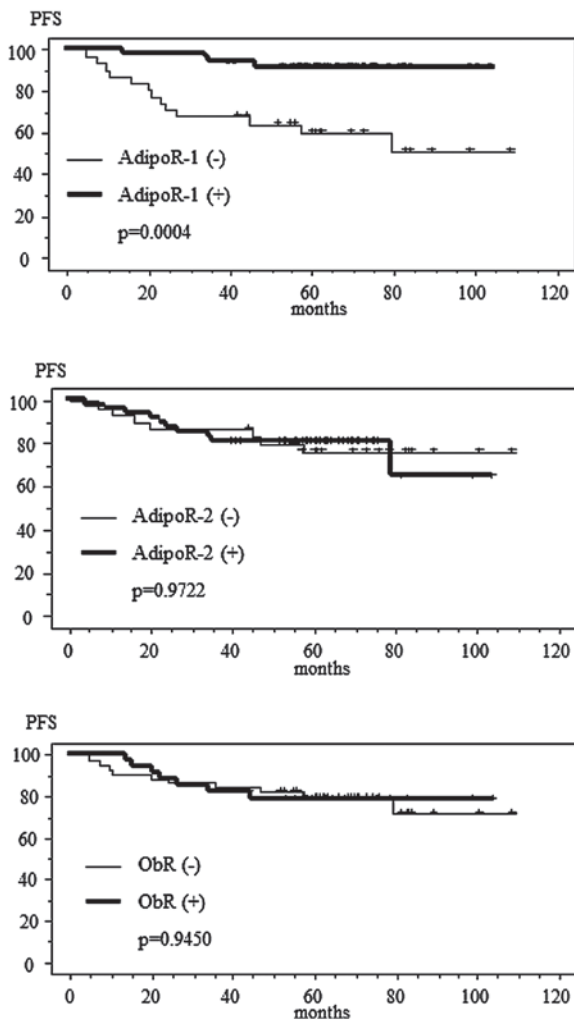 PFS
100
80
60
40
20
0
AdipoR-1 (-)
AdipoR-1 (+)
p=0.0004
0 20 40 60 80 100 120
months
PFS
100
80
60
40
20
0
AdipoR-2 (-)
AdipoR-2 (+)
p=0.9722
0 20 40 60 80 100 120
months
PFS
100
80
60
40
20
0
ObR (-)
ObR (+)
p=0.9450
0 20 40 60 80 100 120
months